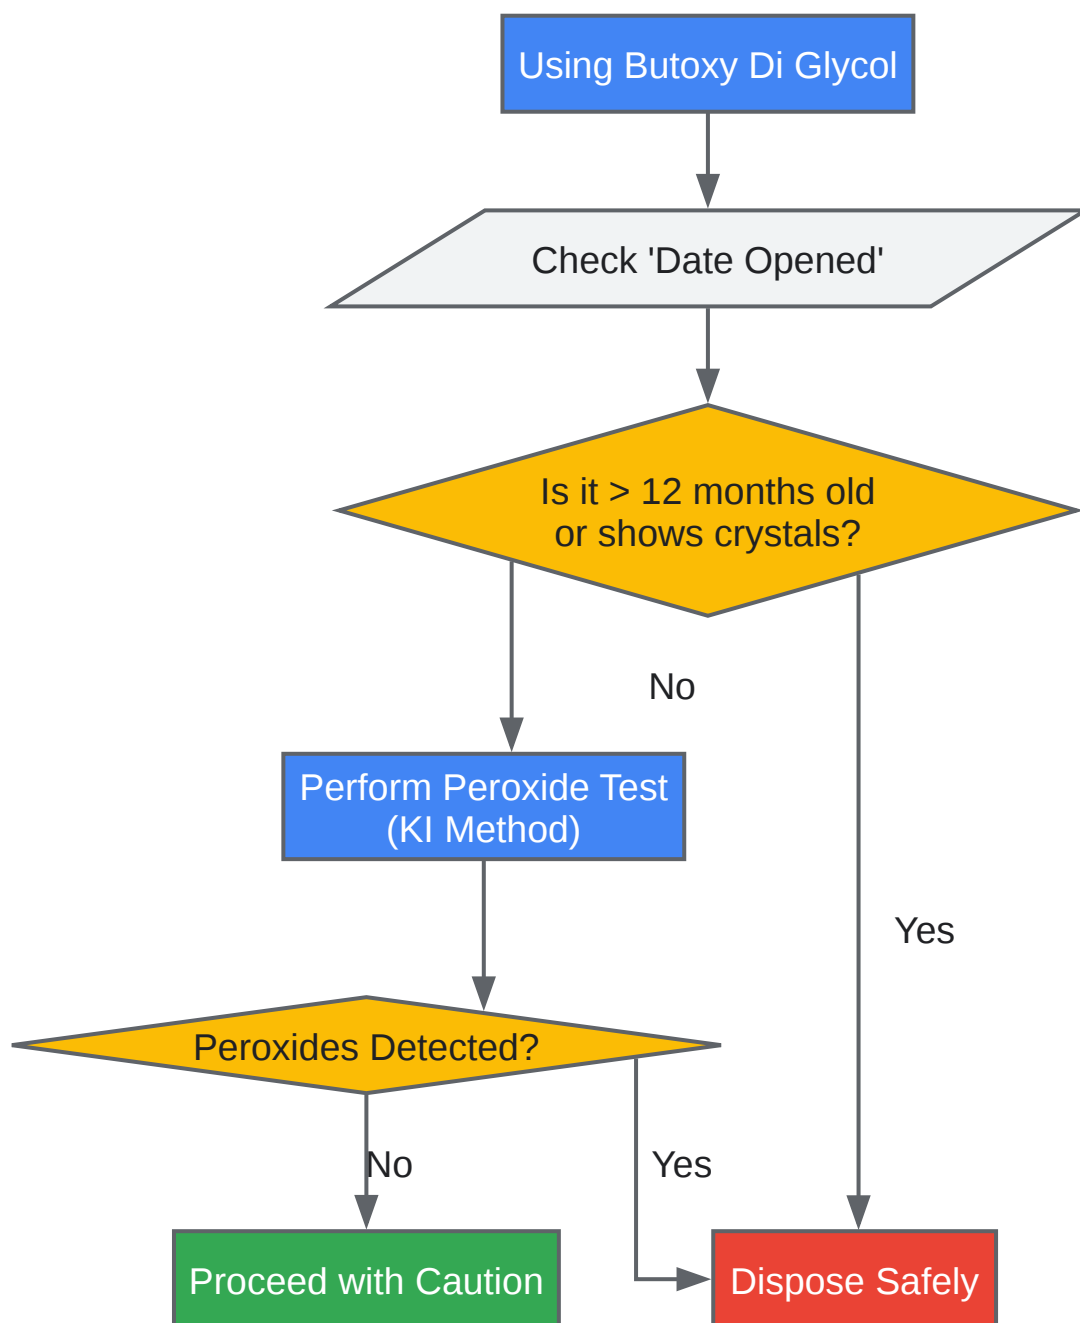 Using Butoxy Di Glycol
Check 'Date Opened'
Is it > 12 months old
or shows crystals?
No
Perform Peroxide Test
(KI Method)
Yes
Peroxides Detected?
No
Yes
Proceed with Caution
Dispose Safely